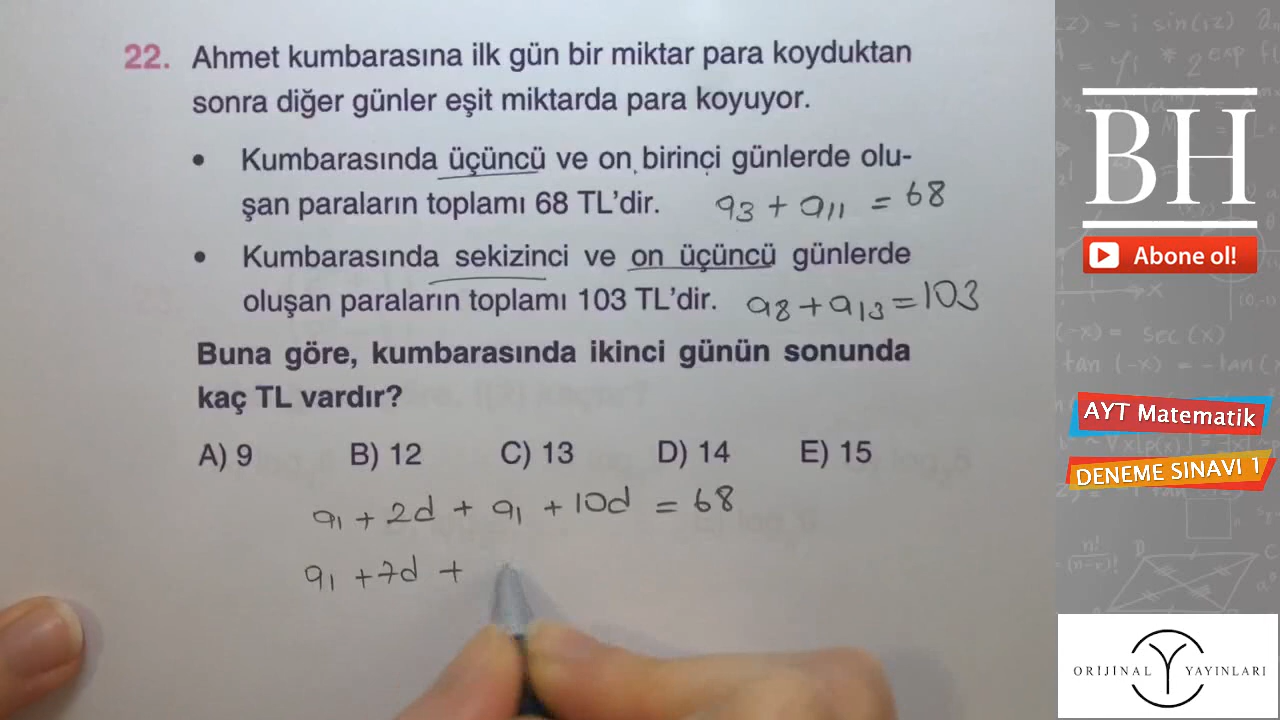 22. Ahmet kumbarasına ilk gün bir miktar para koyduktan
sonra diğer günler eşit miktarda para koyuyor.
• Kumbarasında üçüncü ve on birinci günlerde olu-
şan paraların toplamı 68 TL'dir. a3 + a11 = 68
• Kumbarasında sekizinci ve on üçüncü günlerde
oluşan paraların toplamı 103 TL'dir. a8 + a13 = 103
Buna göre, kumbarasında ikinci günün sonunda
kaç TL vardır?
A) 9 B) 12 C) 13 D) 14 E) 15
a1 + 2d + a1 + 10d = 68
a1 + 7d +
BH
Abone ol!
AYT Matematik
DENEME SINAVI 1
ORİJİNAL YAYINLARI